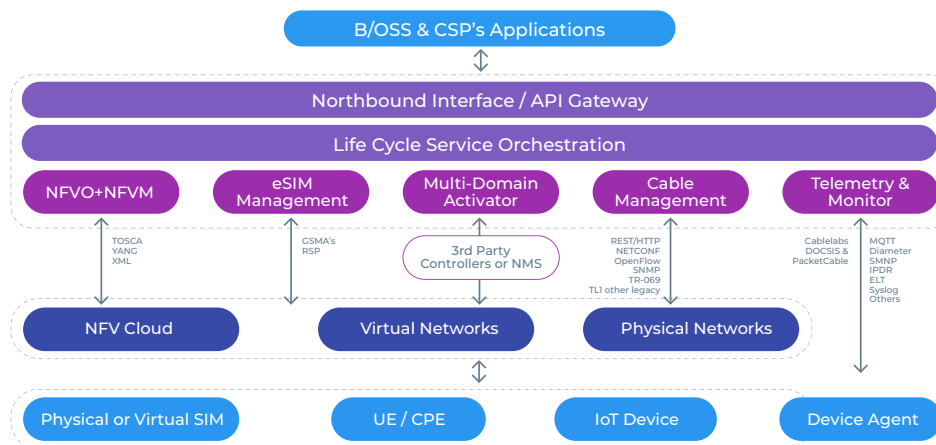 B/OSS & CSP's Applications
Northbound Interface / API Gateway
Life Cycle Service Orchestration
NFVO+NFVM
eSIM
Management
Multi-Domain
Activator
Cable
Management
Telemetry &
Monitor
TOSCA
YANG
XML
GSMA's
RSP
3rd Party
Controllers or NMS
REST/HTTP
NETCONF
OpenFlow
SNMP
TR-069
TL1 other legacy
Cablelabs
DOCSIS &
PacketCable
MQTT
Diameter
SMNP
IPDR
ELT
Syslog
Others
NFV Cloud
Virtual Networks
Physical Networks
Physical or Virtual SIM
UE / CPE
IoT Device
Device Agent